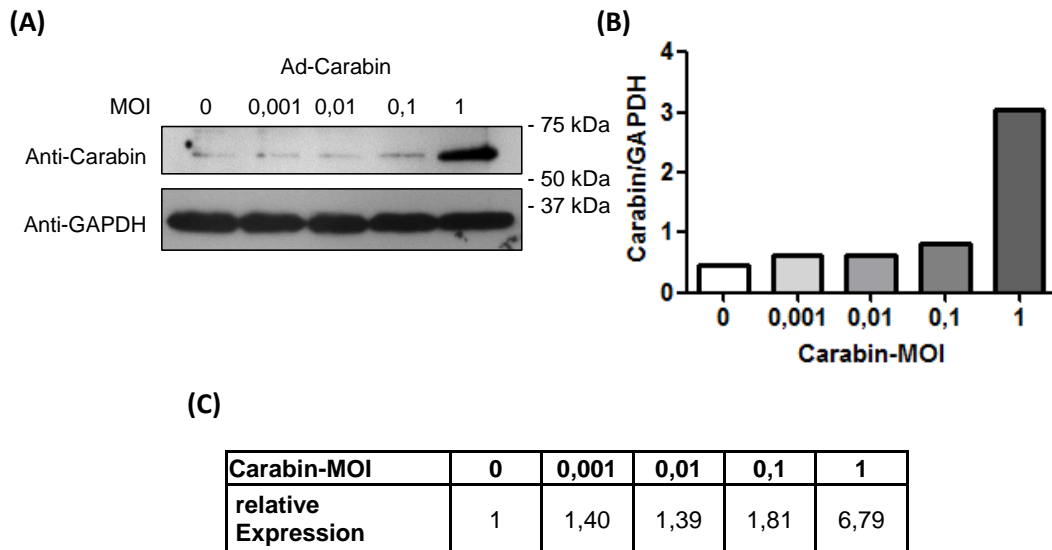 (A)
Ad-Carabin
MOI 0 0,001 0,01 0,1 1
- 75 kDa
Anti-Carabin
- 50 kDa
- 37 kDa
Anti-GAPDH
(B)
Carabin/GAPDH
4
3
2
1
0
0 0,001 0,01 0,1 1
Carabin-MOI
(C)
Carabin-MOI 0 0,001 0,01 0,1 1
relative
Expression 1 1,40 1,39 1,81 6,79